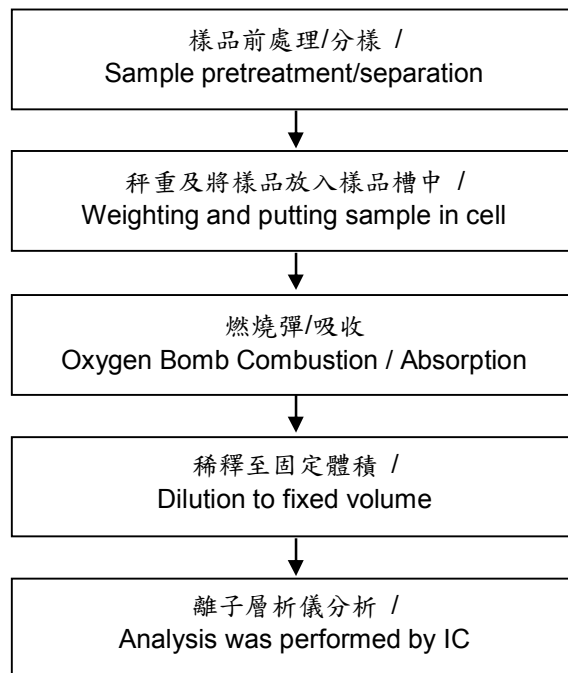 樣品前處理/分樣 /
Sample pretreatment/separation
秤重及將樣品放入樣品槽中 /
Weighting and putting sample in cell
燃燒彈/吸收
Oxygen Bomb Combustion / Absorption
稀釋至固定體積 /
Dilution to fixed volume
離子層析儀分析 /
Analysis was performed by IC